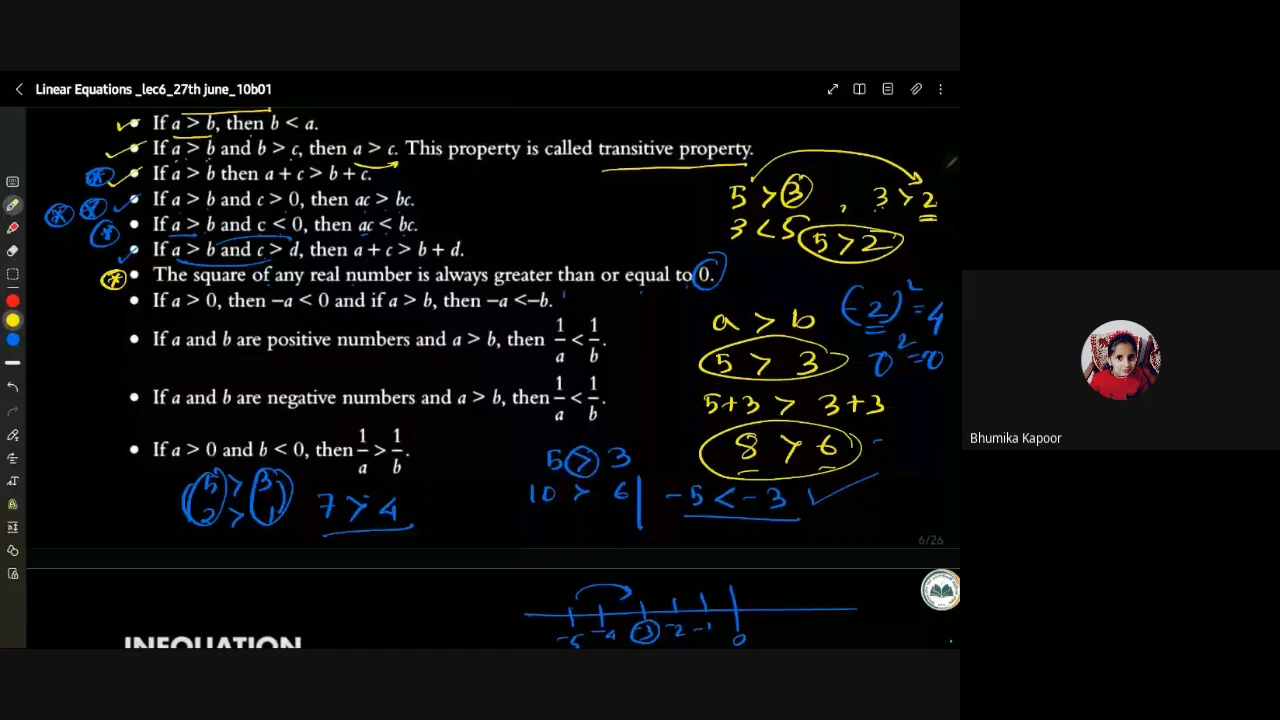 Linear Equations _lec6_27th june_10b01
If a > b, then b < a.
If a > b and b > c, then a > c. This property is called transitive property.
If a > b then a + c > b + c.
If a > b and c > 0, then ac > bc.
If a > b and c < 0, then ac < bc.
If a > b and c > d, then a + c > b + d.
The square of any real number is always greater than or equal to 0.
If a > 0, then −a < 0 and if a > b, then −a <−b.
If a and b are positive numbers and a > b, then 1/a < 1/b.
If a and b are negative numbers and a > b, then 1/a < 1/b.
If a > 0 and b < 0, then 1/a > 1/b.
5 > 3 , 3 > 2
3 < 5
5 > 2
a > b
(-2)² = 4
5 > 3
0² = 0
5+3 > 3+3
8 > 6
5 > 3
10 > 6
-5 < -3
5 > 3
2 > 1
7 > 4
6/26
-5 -4 -3 -2 -1 0
INEQUATION
Bhumika Kapoor